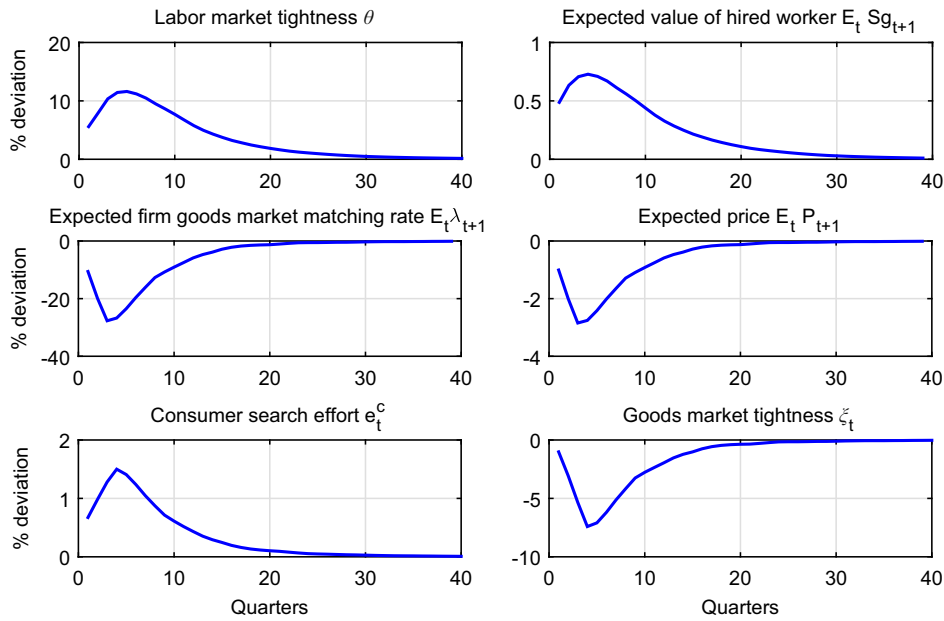 Labor market tightness θ
% deviation
20
10
0
0 10 20 30 40
Expected value of hired worker E_t Sg_{t+1}
1
0.5
0
0 10 20 30 40
Expected firm goods market matching rate E_tλ_{t+1}
% deviation
0
-20
-40
0 10 20 30 40
Expected price E_t P_{t+1}
0
-2
-4
0 10 20 30 40
Consumer search effort e_t^c
% deviation
2
1
0
0 10 20 30 40
Quarters
Goods market tightness ξ_t
0
-5
-10
0 10 20 30 40
Quarters